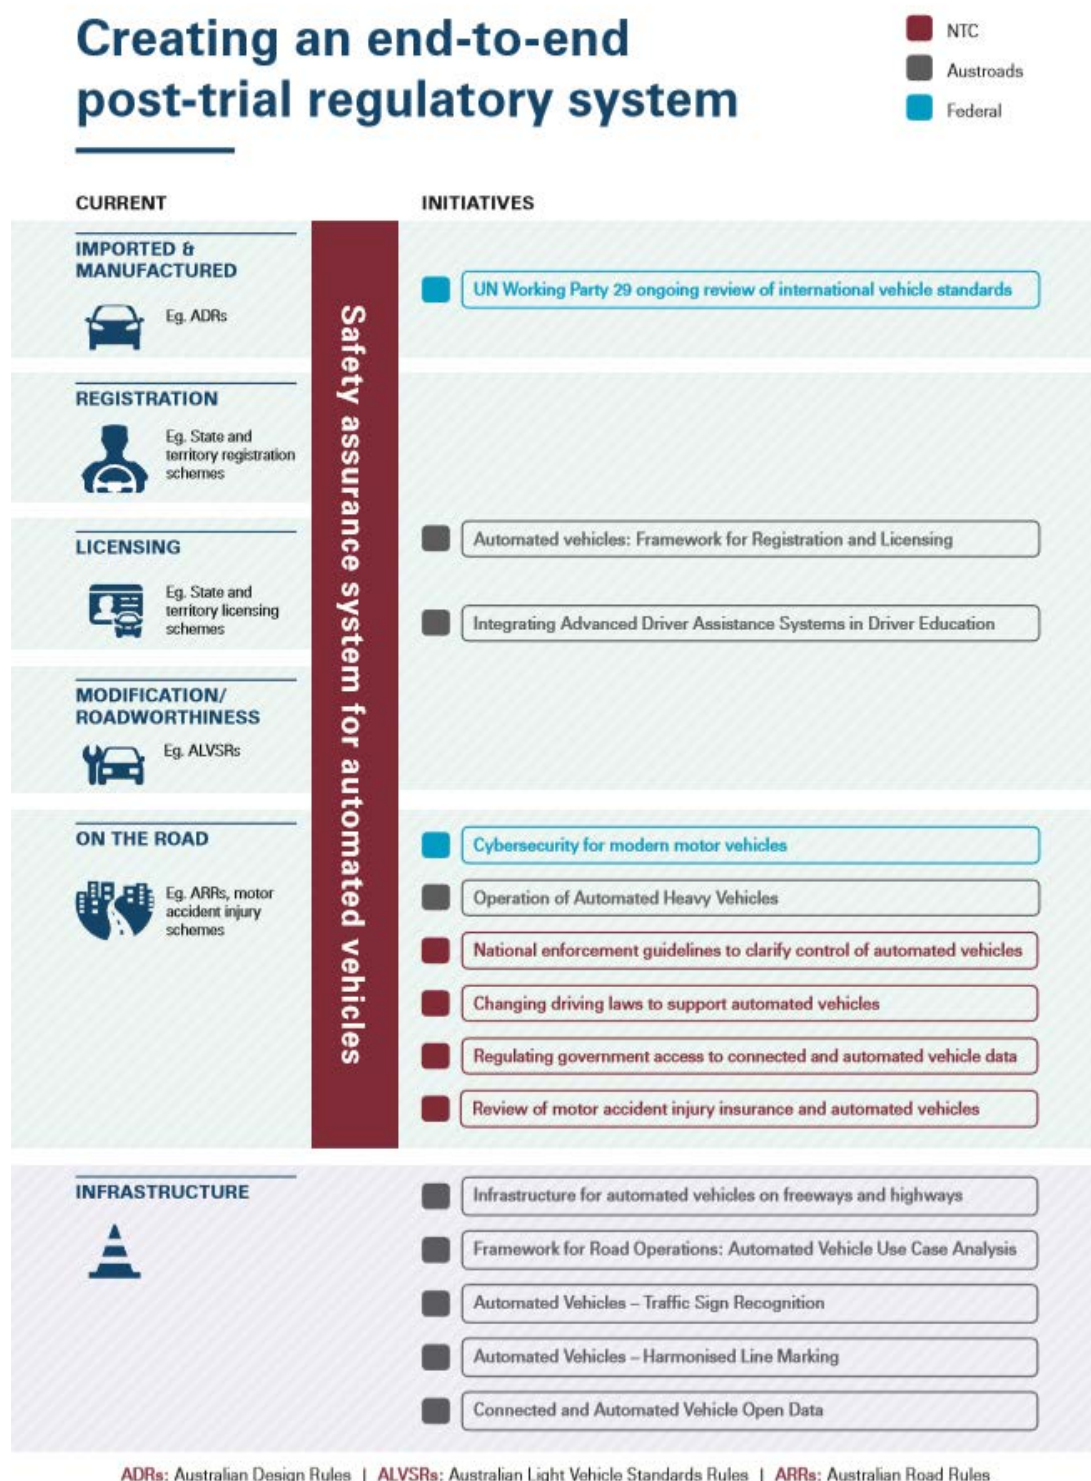 Creating an end-to-end
post-trial regulatory system
NTC
Austroads
Federal
CURRENT
INITIATIVES
IMPORTED &
MANUFACTURED
Eg. ADRs
UN Working Party 29 ongoing review of international vehicle standards
REGISTRATION
Eg. State and
territory registration
schemes
LICENSING
Eg. State and
territory licensing
schemes
Automated vehicles: Framework for Registration and Licensing
Integrating Advanced Driver Assistance Systems in Driver Education
MODIFICATION/
ROADWORTHINESS
Eg. ALVSRs
Safety assurance system for automated vehicles
ON THE ROAD
Eg. ARRs, motor
accident injury
schemes
Cybersecurity for modern motor vehicles
Operation of Automated Heavy Vehicles
National enforcement guidelines to clarify control of automated vehicles
Changing driving laws to support automated vehicles
Regulating government access to connected and automated vehicle data
Review of motor accident injury insurance and automated vehicles
INFRASTRUCTURE
Infrastructure for automated vehicles on freeways and highways
Framework for Road Operations: Automated Vehicle Use Case Analysis
Automated Vehicles – Traffic Sign Recognition
Automated Vehicles – Harmonised Line Marking
Connected and Automated Vehicle Open Data
ADRs: Australian Design Rules | ALVSRs: Australian Light Vehicle Standards Rules | ARRs: Australian Road Rules